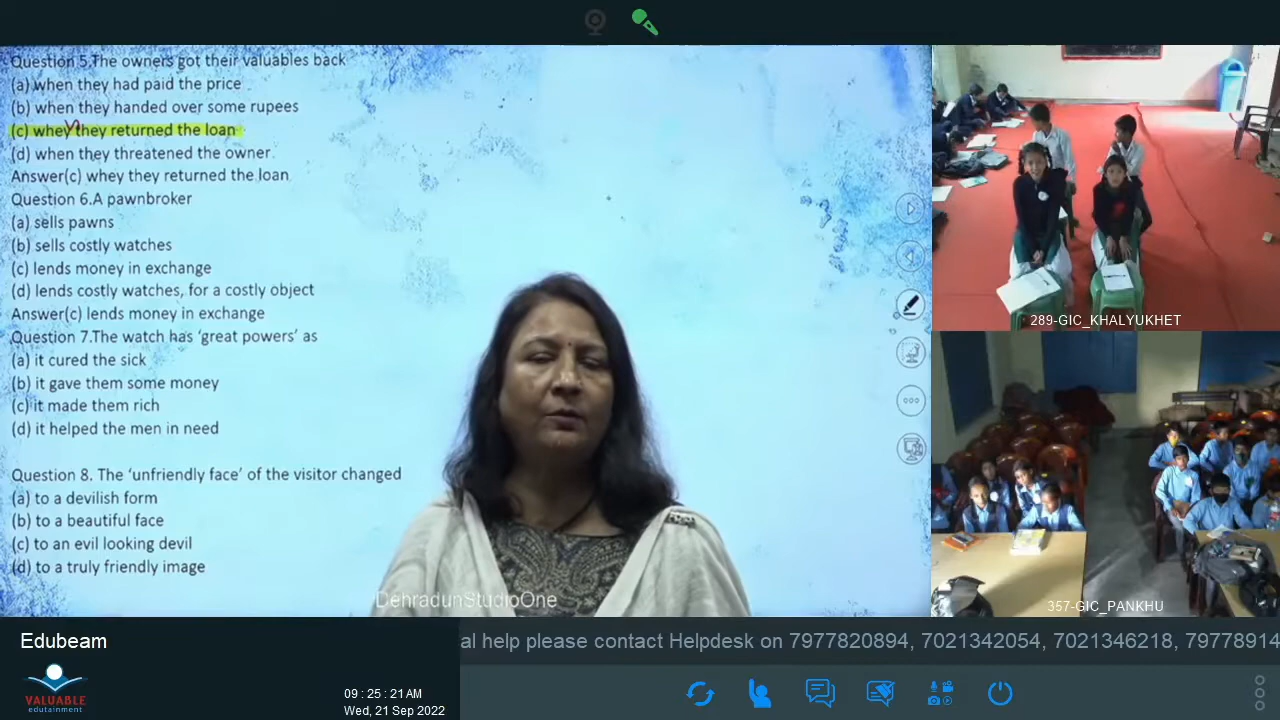 Question 5.The owners got their valuables back
(a) when they had paid the price
(b) when they handed over some rupees
(c) whey they returned the loan
(d) when they threatened the owner
Answer(c) whey they returned the loan
Question 6.A pawnbroker
(a) sells pawns
(b) sells costly watches
(c) lends money in exchange
(d) lends costly watches, for a costly object
Answer(c) lends money in exchange
Question 7.The watch has ‘great powers’ as
(a) it cured the sick
(b) it gave them some money
(c) it made them rich
(d) it helped the men in need
Question 8. The ‘unfriendly face’ of the visitor changed
(a) to a devilish form
(b) to a beautiful face
(c) to an evil looking devil
(d) to a truly friendly image
DehradunStudioOne
289-GIC_KHALYUKHET
357-GIC_PANKHU
Edubeam
al help please contact Helpdesk on 7977820894, 7021342054, 7021346218, 79778914
VALUABLE
edutainment
09 : 25 : 21 AM
Wed, 21 Sep 2022